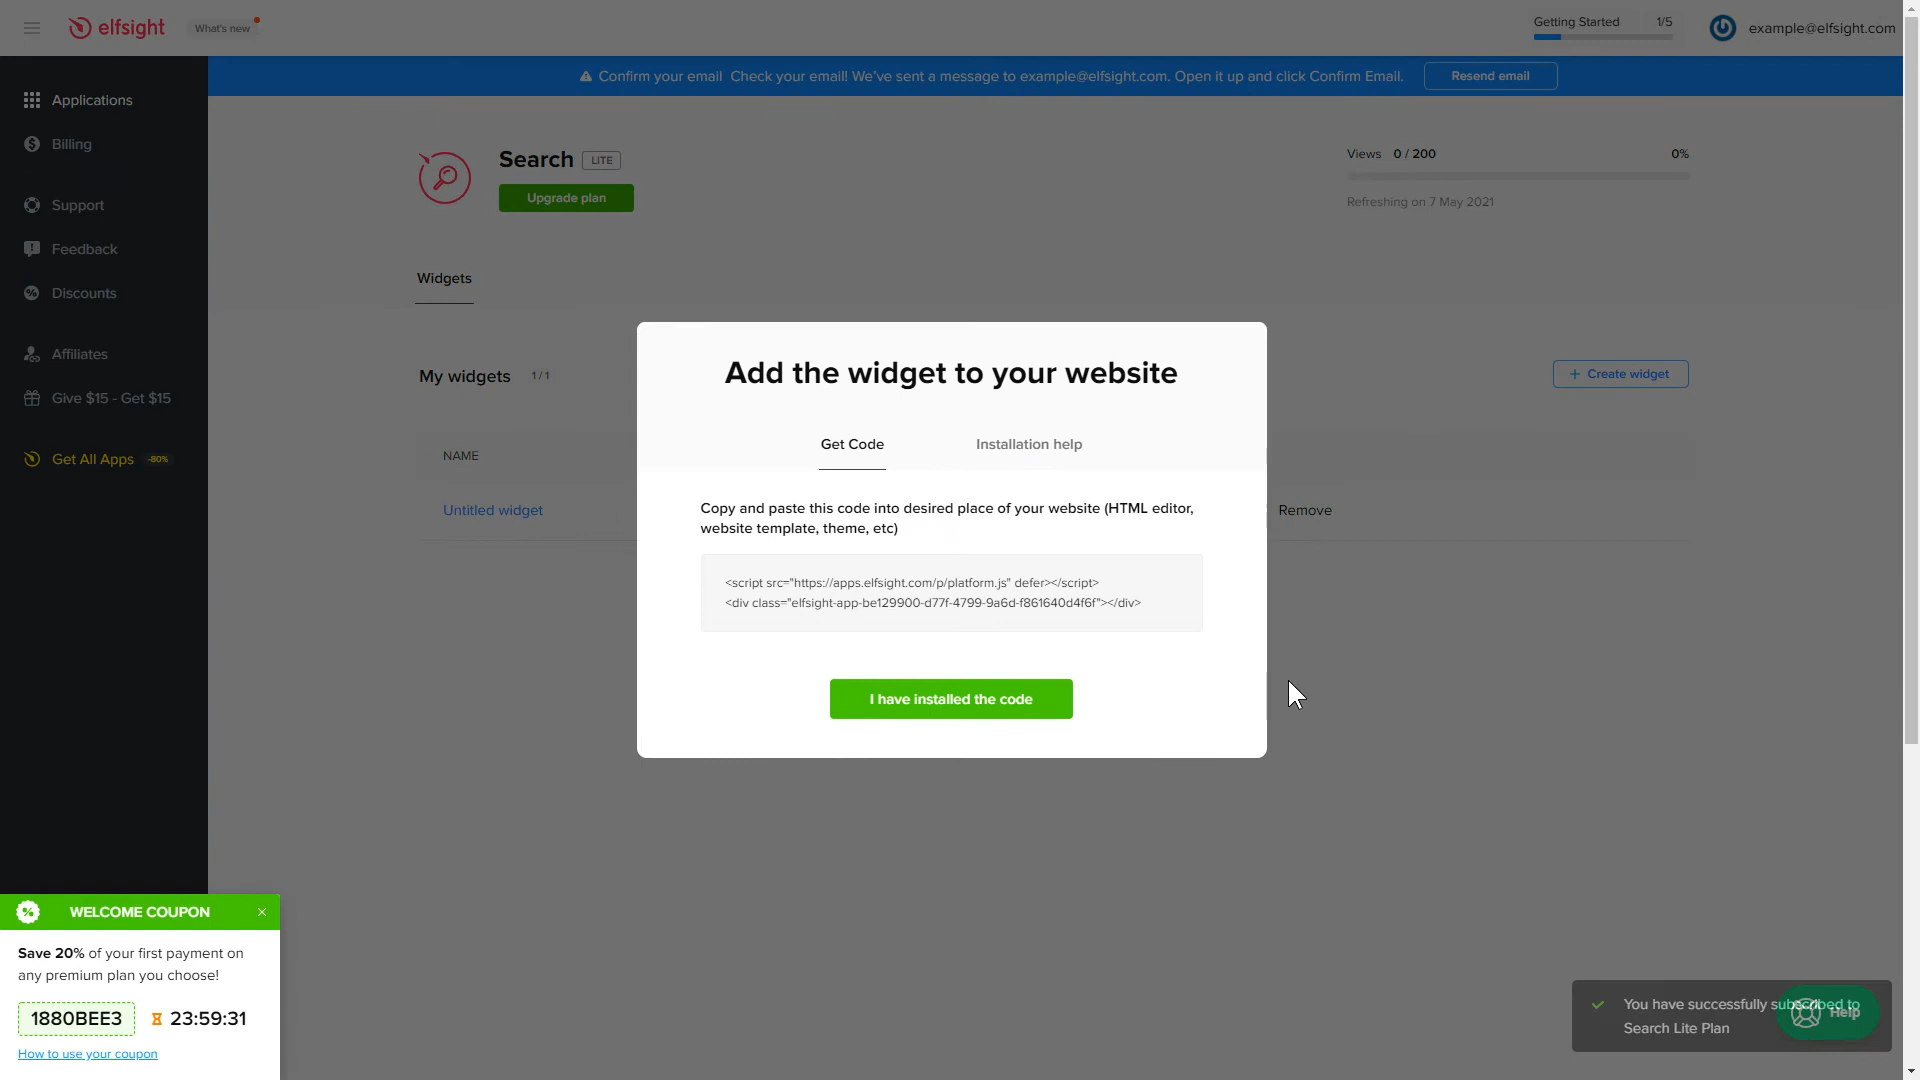 elfsight
What's new
Getting Started 1/5
example@elfsight.com
Confirm your email Check your email! We've sent a message to example@elfsight.com. Open it up and click Confirm Email.
Resend email
Applications
Billing
Support
Feedback
Discounts
Affiliates
Give $15 - Get $15
Get All Apps -80%
Search LITE
Upgrade plan
Views 0 / 200 0%
Refreshing on 7 May 2021
Widgets
My widgets 1 / 1
+ Create widget
NAME
Untitled widget
Remove
Add the widget to your website
Get Code Installation help
Copy and paste this code into desired place of your website (HTML editor,
website template, theme, etc)
<script src="https://apps.elfsight.com/p/platform.js" defer></script>
<div class="elfsight-app-be129900-d77f-4799-9a6d-f861640d4f6f"></div>
I have installed the code
WELCOME COUPON
Save 20% of your first payment on
any premium plan you choose!
1880BEE3 23:59:31
How to use your coupon
You have successfully subscribed to
Search Lite Plan
Help